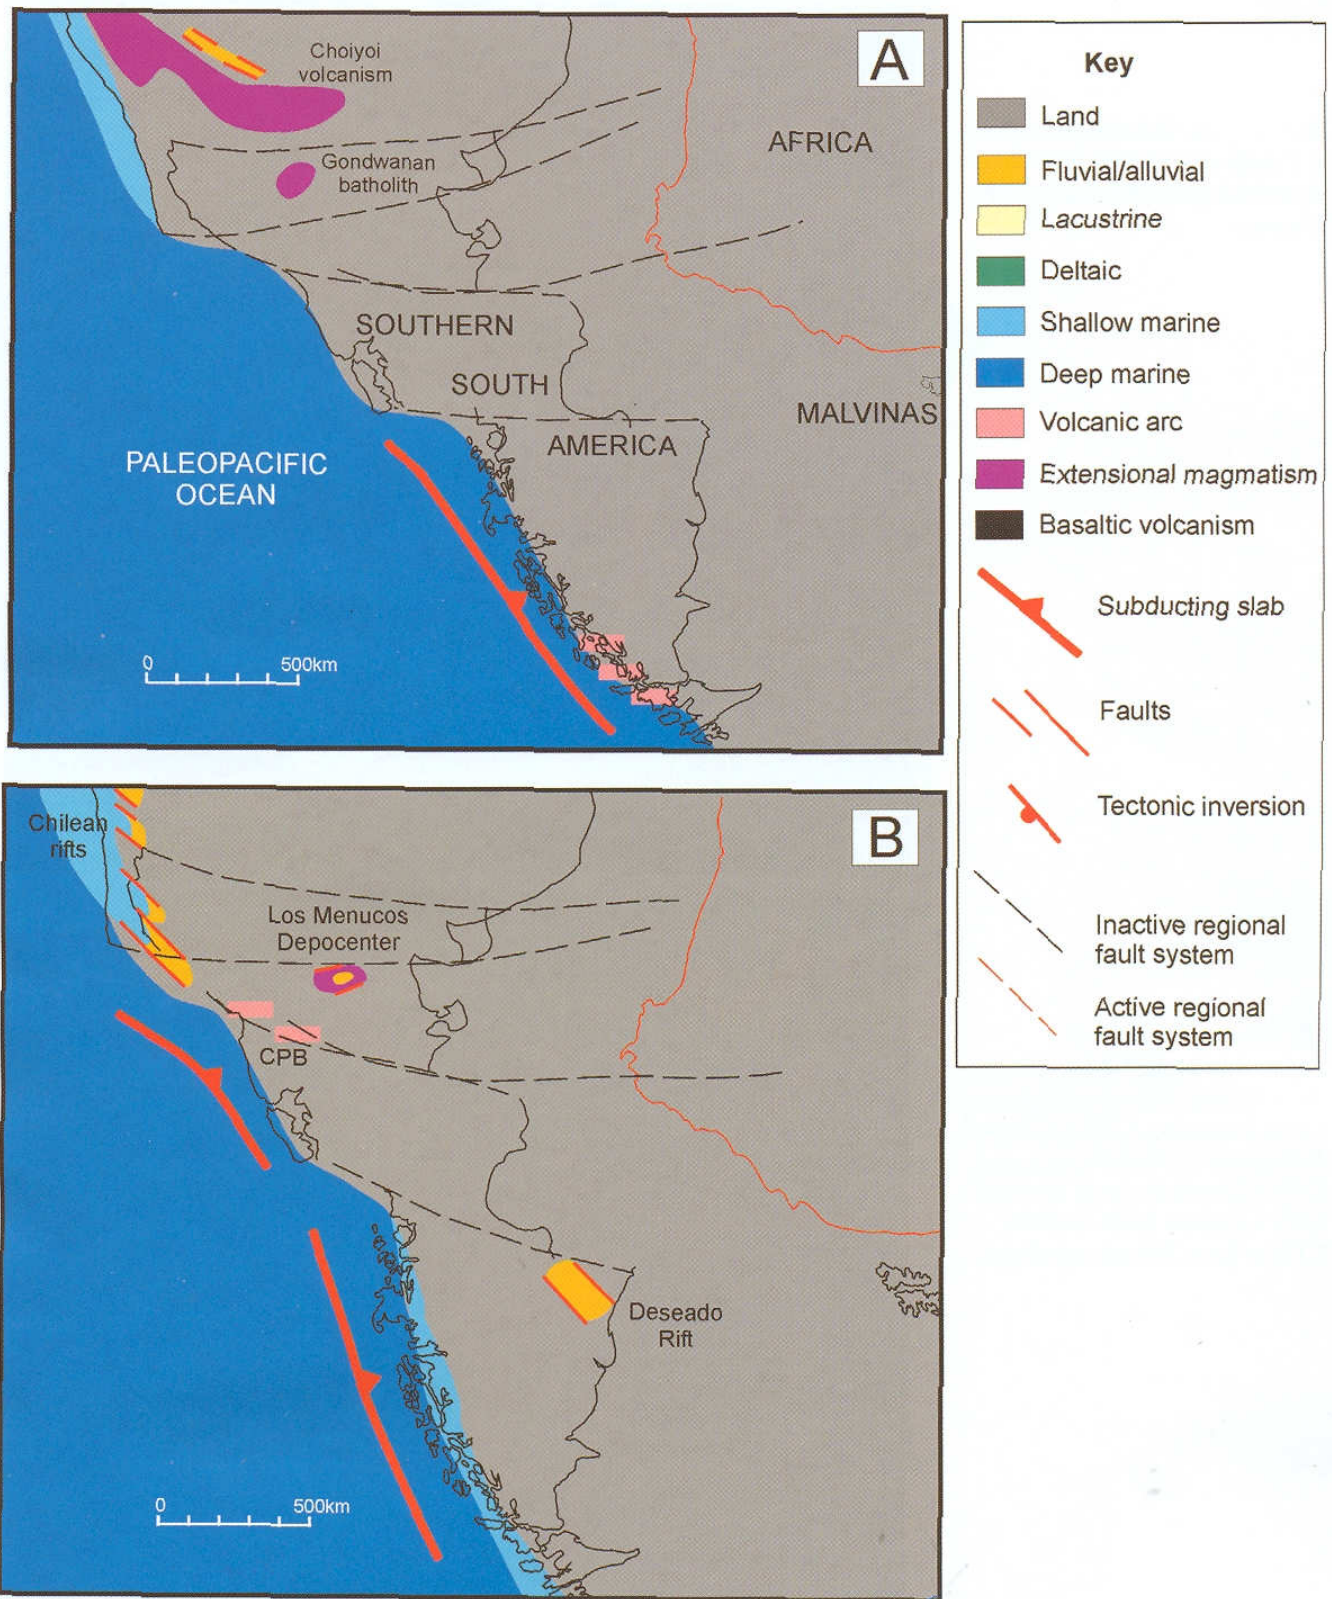 A
Choiyoi
volcanism
AFRICA
Gondwanan
batholith
SOUTHERN
SOUTH
AMERICA
MALVINAS
PALEOPACIFIC
OCEAN
0 500km
B
Chilean
rifts
Los Menucos
Depocenter
CPB
Deseado
Rift
0 500km
Key
Land
Fluvial/alluvial
Lacustrine
Deltaic
Shallow marine
Deep marine
Volcanic arc
Extensional magmatism
Basaltic volcanism
Subducting slab
Faults
Tectonic inversion
Inactive regional
fault system
Active regional
fault system